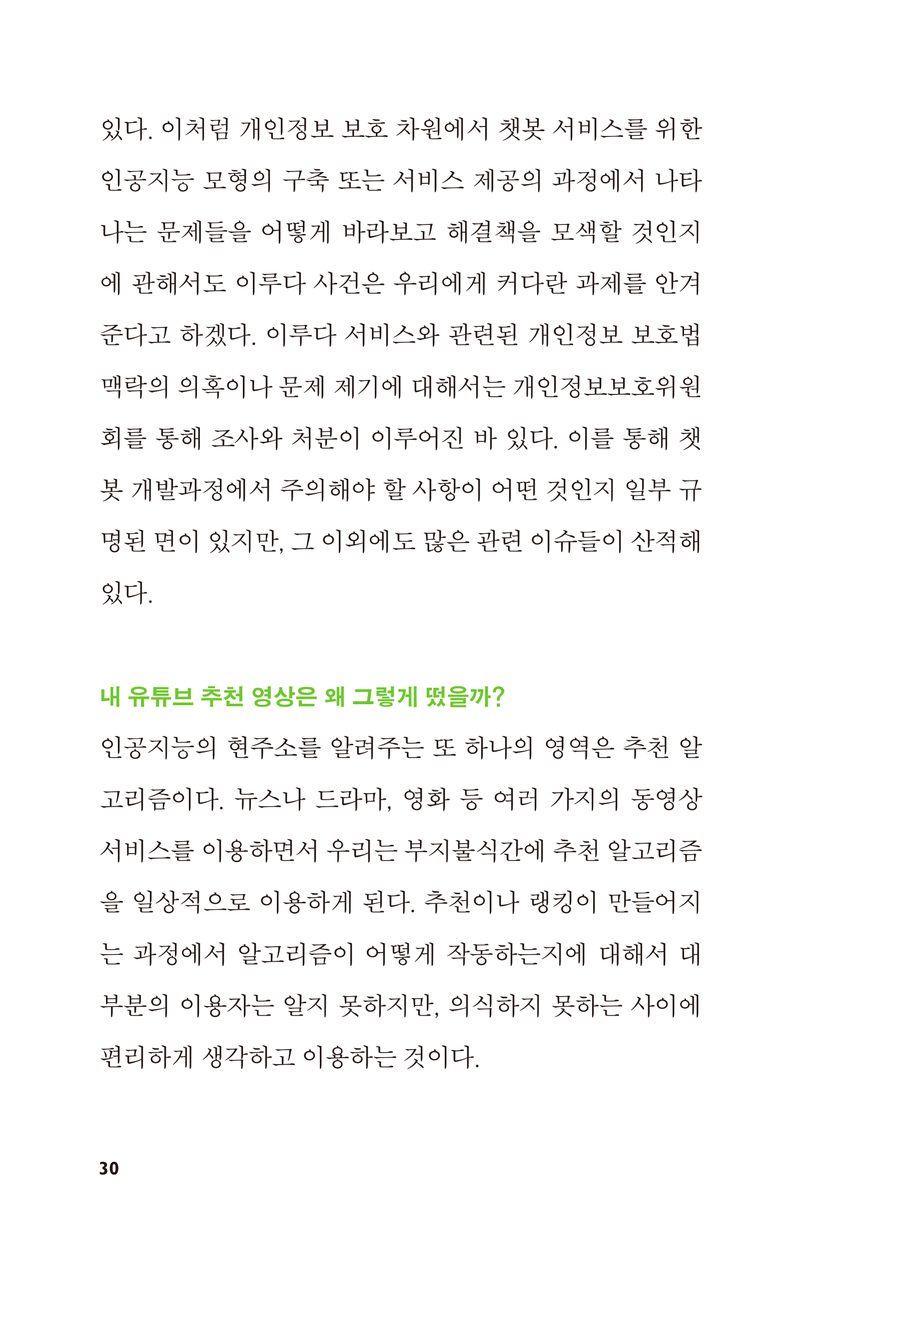 있다. 이처럼 개인정보 보호 차원에서 챗봇 서비스를 위한
인공지능 모형의 구축 또는 서비스 제공의 과정에서 나타
나는 문제들을 어떻게 바라보고 해결책을 모색할 것인지
에 관해서도 이루다 사건은 우리에게 커다란 과제를 안겨
준다고 하겠다. 이루다 서비스와 관련된 개인정보 보호법
맥락의 의혹이나 문제 제기에 대해서는 개인정보보호위원
회를 통해 조사와 처분이 이루어진 바 있다. 이를 통해 챗
봇 개발과정에서 주의해야 할 사항이 어떤 것인지 일부 규
명된 면이 있지만, 그 이외에도 많은 관련 이슈들이 산적해
있다.
내 유튜브 추천 영상은 왜 그렇게 떴을까?
인공지능의 현주소를 알려주는 또 하나의 영역은 추천 알
고리즘이다. 뉴스나 드라마, 영화 등 여러 가지의 동영상
서비스를 이용하면서 우리는 부지불식간에 추천 알고리즘
을 일상적으로 이용하게 된다. 추천이나 랭킹이 만들어지
는 과정에서 알고리즘이 어떻게 작동하는지에 대해서 대
부분의 이용자는 알지 못하지만, 의식하지 못하는 사이에
편리하게 생각하고 이용하는 것이다.
30